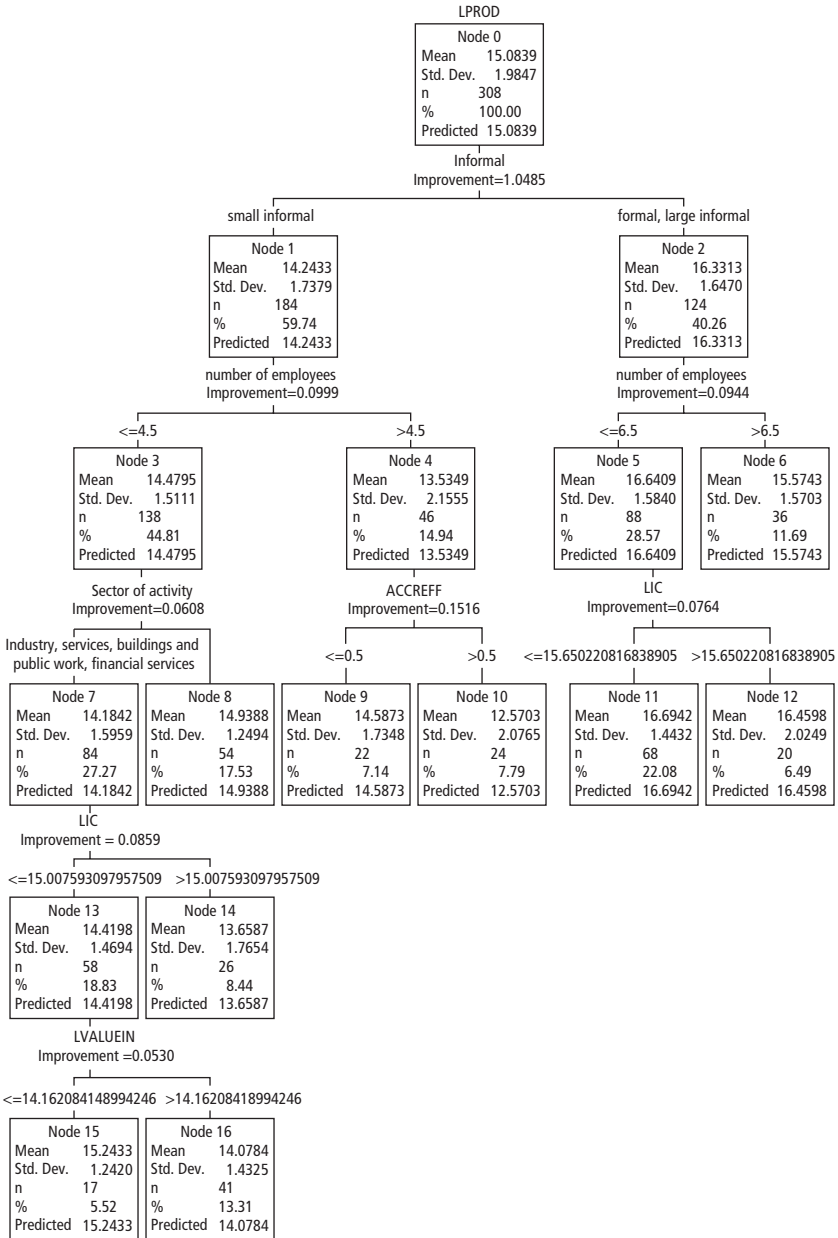 LPROD
Node 0
Mean 15.0839
Std. Dev. 1.9847
n 308
% 100.00
Predicted 15.0839
Informal
Improvement=1.0485
small informal
formal, large informal
Node 1
Mean 14.2433
Std. Dev. 1.7379
n 184
% 59.74
Predicted 14.2433
Node 2
Mean 16.3313
Std. Dev. 1.6470
n 124
% 40.26
Predicted 16.3313
number of employees
Improvement=0.0999
number of employees
Improvement=0.0944
<=4.5
>4.5
<=6.5
>6.5
Node 3
Mean 14.4795
Std. Dev. 1.5111
n 138
% 44.81
Predicted 14.4795
Node 4
Mean 13.5349
Std. Dev. 2.1555
n 46
% 14.94
Predicted 13.5349
Node 5
Mean 16.6409
Std. Dev. 1.5840
n 88
% 28.57
Predicted 16.6409
Node 6
Mean 15.5743
Std. Dev. 1.5703
n 36
% 11.69
Predicted 15.5743
Sector of activity
Improvement=0.0608
ACCREFF
Improvement=0.1516
LIC
Improvement=0.0764
Industry, services, buildings and
public work, financial services
<=0.5
>0.5
<=15.650220816838905
>15.650220816838905
Node 7
Mean 14.1842
Std. Dev. 1.5959
n 84
% 27.27
Predicted 14.1842
Node 8
Mean 14.9388
Std. Dev. 1.2494
n 54
% 17.53
Predicted 14.9388
Node 9
Mean 14.5873
Std. Dev. 1.7348
n 22
% 7.14
Predicted 14.5873
Node 10
Mean 12.5703
Std. Dev. 2.0765
n 24
% 7.79
Predicted 12.5703
Node 11
Mean 16.6942
Std. Dev. 1.4432
n 68
% 22.08
Predicted 16.6942
Node 12
Mean 16.4598
Std. Dev. 2.0249
n 20
% 6.49
Predicted 16.4598
LIC
Improvement = 0.0859
<=15.007593097957509
>15.007593097957509
Node 13
Mean 14.4198
Std. Dev. 1.4694
n 58
% 18.83
Predicted 14.4198
Node 14
Mean 13.6587
Std. Dev. 1.7654
n 26
% 8.44
Predicted 13.6587
LVALUEIN
Improvement =0.0530
<=14.162084148994246
>14.16208418994246
Node 15
Mean 15.2433
Std. Dev. 1.2420
n 17
% 5.52
Predicted 15.2433
Node 16
Mean 14.0784
Std. Dev. 1.4325
n 41
% 13.31
Predicted 14.0784